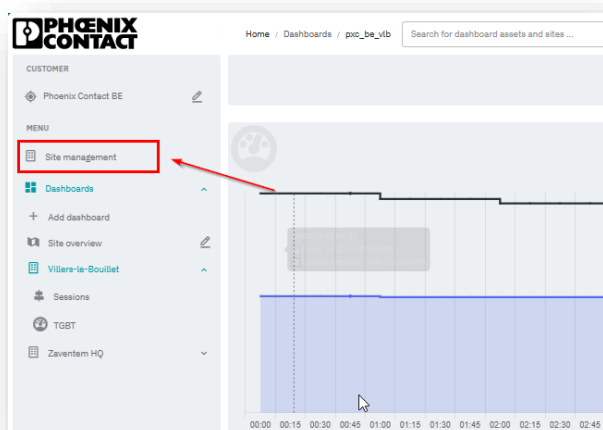 PHŒNIX
CONTACT
Home / Dashboards / pxc_be_vlb
Search for dashboard assets and sites ...
CUSTOMER
Phoenix Contact BE
MENU
Site management
Dashboards
Add dashboard
Site overview
Villers-le-Bouillet
Sessions
TGBT
Zaventem HQ
00:00 00:15 00:30 00:45 01:00 01:15 01:30 01:45 02:00 02:15 02:30 02:45